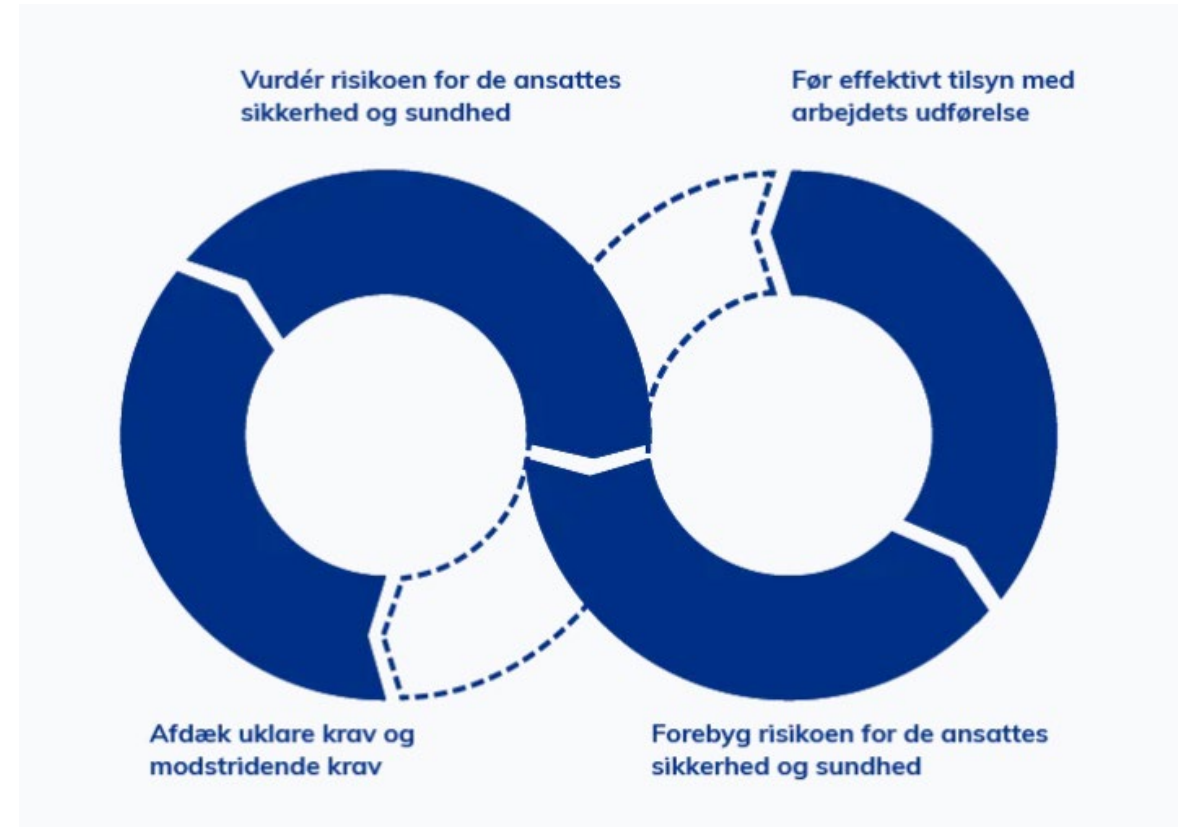 Vurdér risikoen for de ansattes
sikkerhed og sundhed
Før effektivt tilsyn med
arbejdets udførelse
Afdæk uklare krav og
modstridende krav
Forebyg risikoen for de ansattes
sikkerhed og sundhed